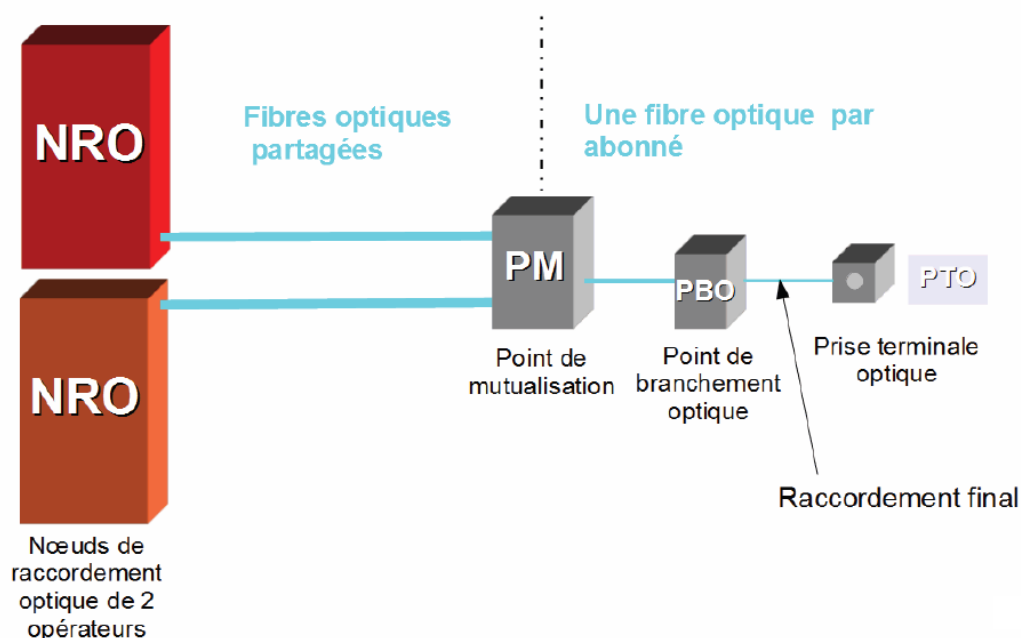 NRO
Fibres optiques
partagées
Une fibre optique par
abonné
PM
PBO
PTO
Point de
mutualisation
Point de
branchement
optique
Prise terminale
optique
Raccordement final
NRO
Nœuds de
raccordement
optique de 2
opérateurs